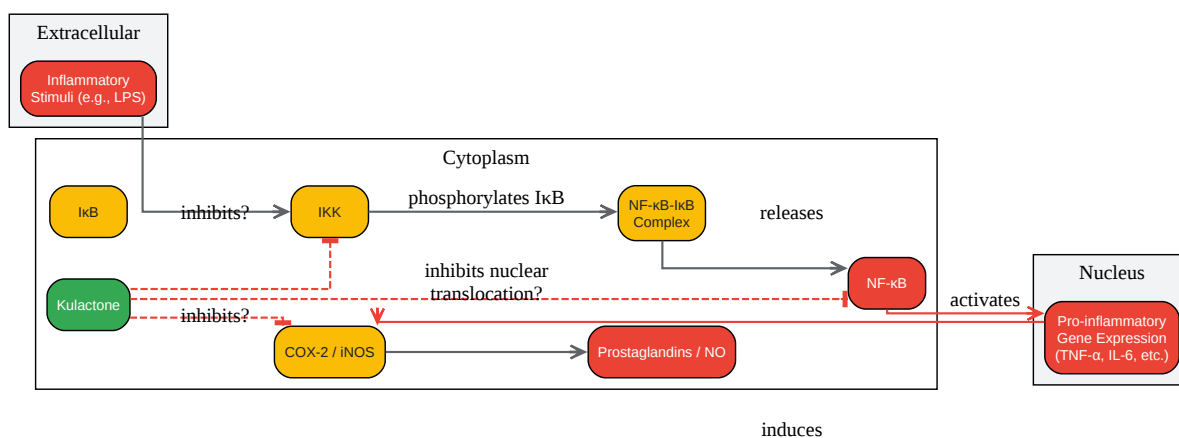 Extracellular
Inflammatory
Stimuli (e.g., LPS)
Cytoplasm
IκB
inhibits?
IKK
phosphorylates IκB
NF-κB-IκB
Complex
releases
Kulactone
inhibits nuclear
translocation?
NF-κB
activates
Nucleus
Pro-inflammatory
Gene Expression
(TNF-α, IL-6, etc.)
inhibits?
COX-2 / iNOS
Prostaglandins / NO
induces